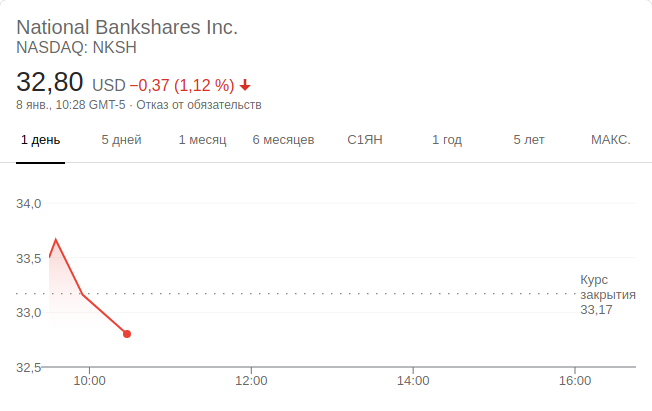 National Bankshares Inc.
NASDAQ: NKSH
32,80 USD −0,37 (1,12 %)
8 янв., 10:28 GMT-5 · Отказ от обязательств
1 день 5 дней 1 месяц 6 месяцев С1ЯН 1 год 5 лет МАКС.
34,0
33,5
Курс
закрытия
33,17
33,0
32,5
10:00 12:00 14:00 16:00